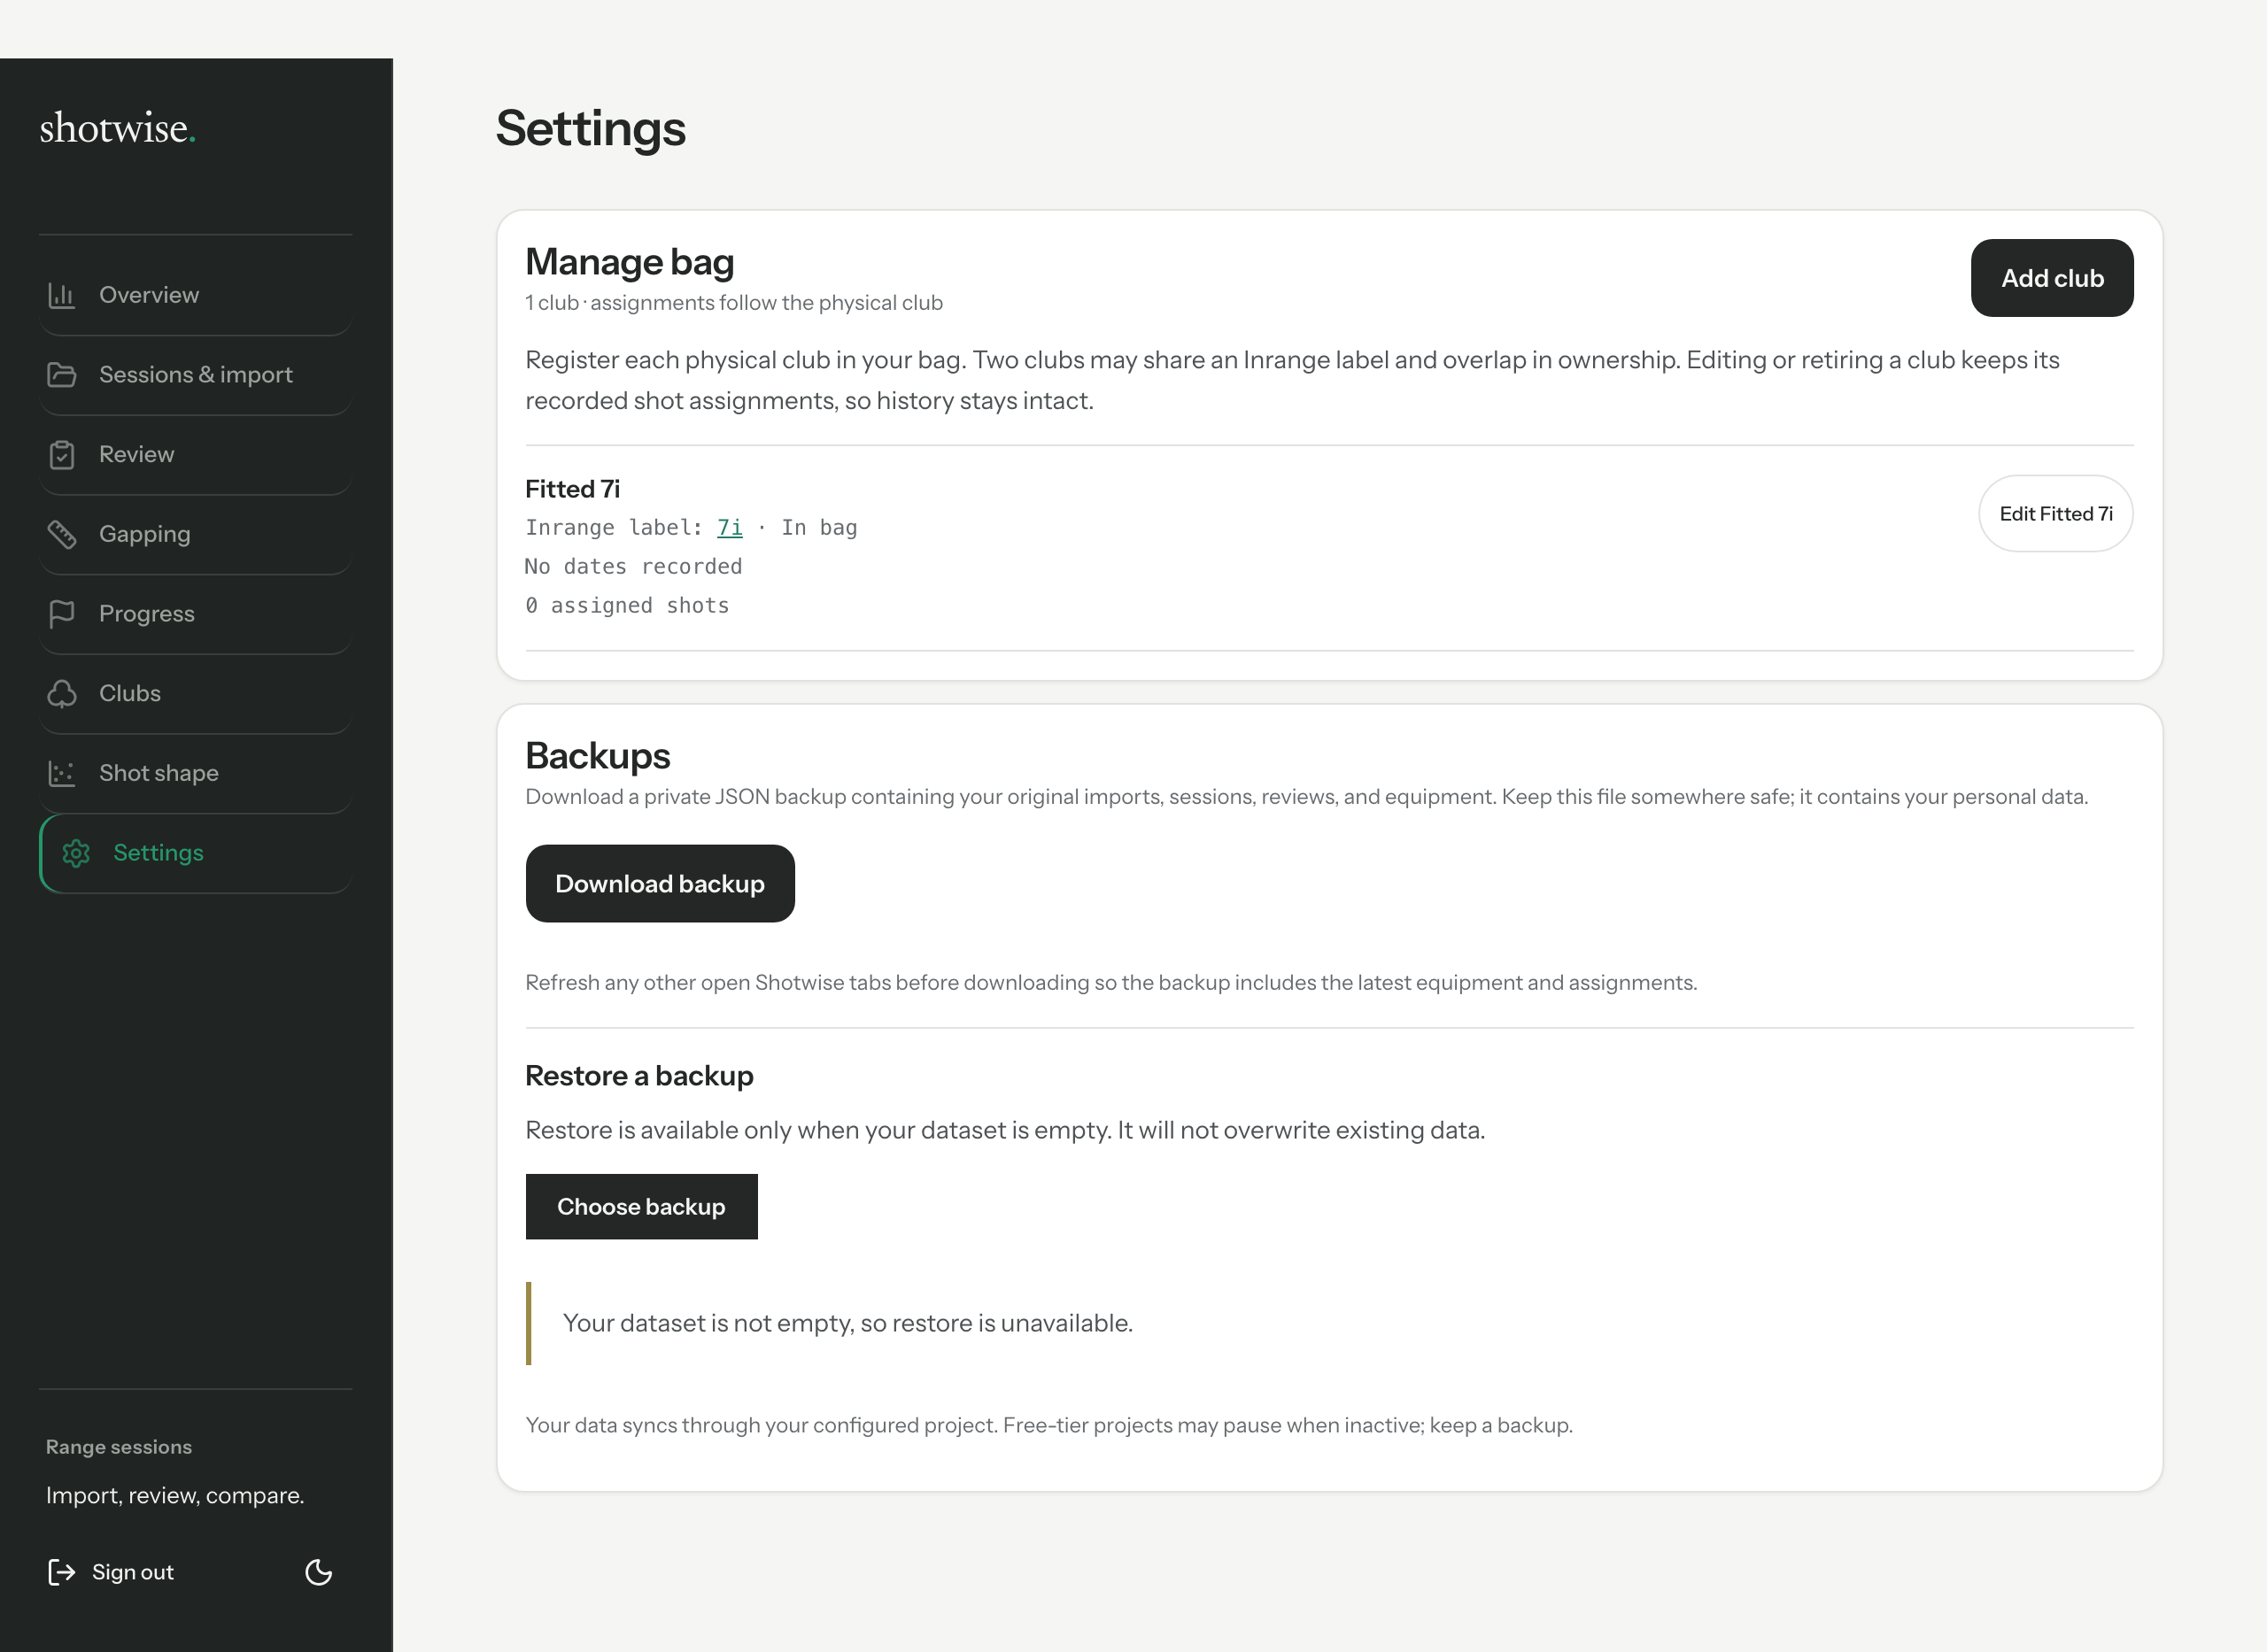 shotwise.
Overview
Sessions & import
Review
Gapping
Progress
Clubs
Shot shape
Settings
Range sessions
Import, review, compare.
Sign out
Settings
Manage bag
1 club · assignments follow the physical club
Add club
Register each physical club in your bag. Two clubs may share an Inrange label and overlap in ownership. Editing or retiring a club keeps its
recorded shot assignments, so history stays intact.
Fitted 7i
Inrange label: 7i · In bag
No dates recorded
0 assigned shots
Edit Fitted 7i
Backups
Download a private JSON backup containing your original imports, sessions, reviews, and equipment. Keep this file somewhere safe; it contains your personal data.
Download backup
Refresh any other open Shotwise tabs before downloading so the backup includes the latest equipment and assignments.
Restore a backup
Restore is available only when your dataset is empty. It will not overwrite existing data.
Choose backup
Your dataset is not empty, so restore is unavailable.
Your data syncs through your configured project. Free-tier projects may pause when inactive; keep a backup.